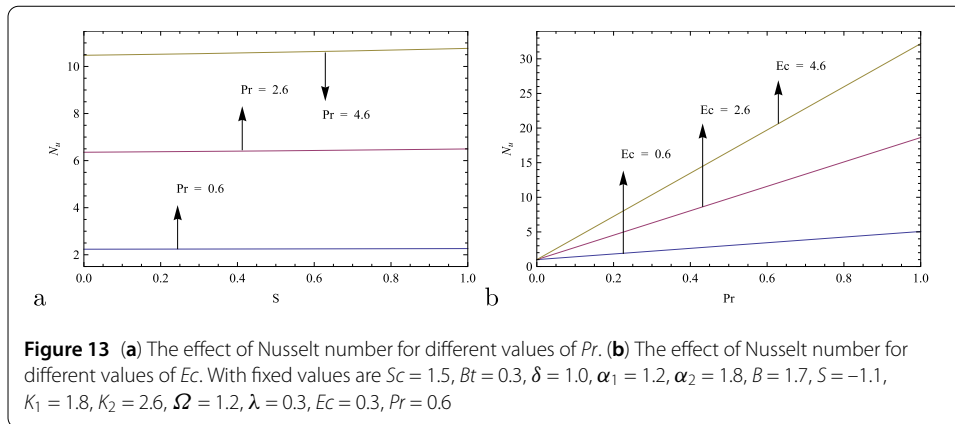 10
8
6
4
2
N_u
Pr = 2.6
Pr = 4.6
Pr = 0.6
0.0 0.2 0.4 0.6 0.8 1.0
S
a
35
30
25
20
15
10
5
0
N_u
Ec = 4.6
Ec = 2.6
Ec = 0.6
0.0 0.2 0.4 0.6 0.8 1.0
Pr
b
Figure 13 (a) The effect of Nusselt number for different values of Pr. (b) The effect of Nusselt number for
different values of Ec. With fixed values are Sc = 1.5, Bt = 0.3, δ = 1.0, α₁ = 1.2, α₂ = 1.8, B = 1.7, S = –1.1,
K₁ = 1.8, K₂ = 2.6, Ω = 1.2, λ = 0.3, Ec = 0.3, Pr = 0.6